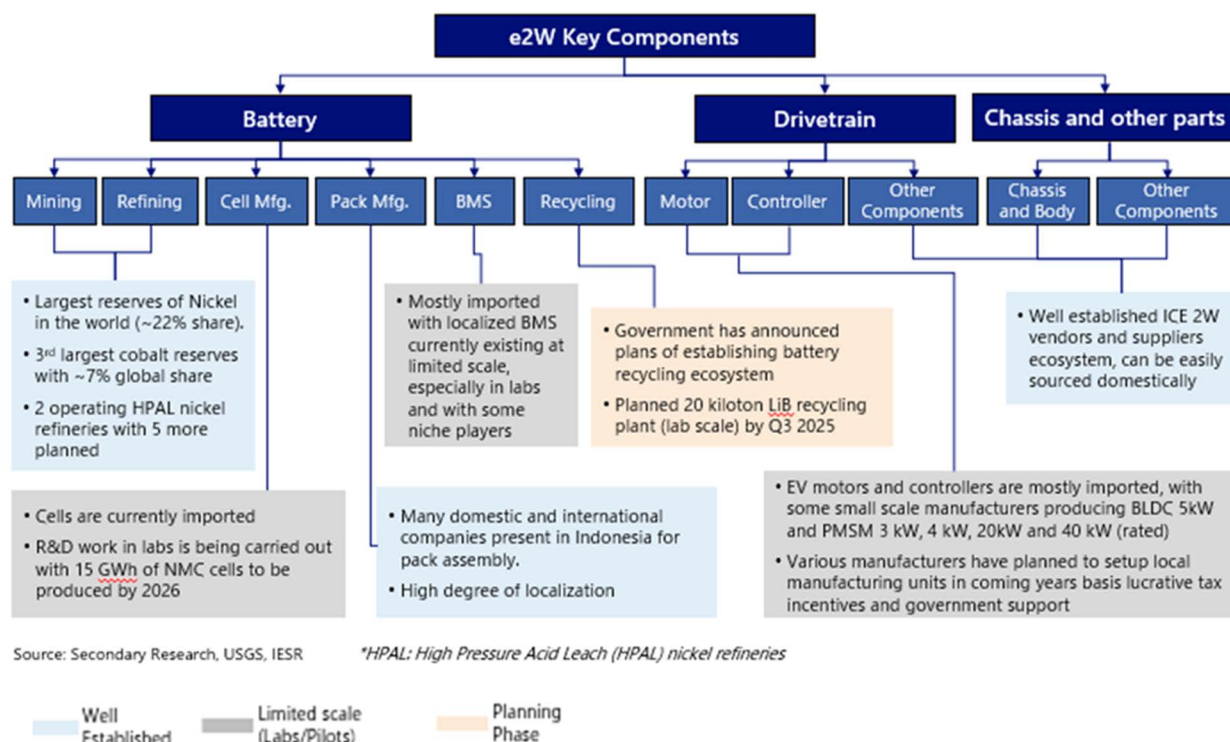 e2W Key Components
Battery
Drivetrain
Chassis and other parts
Mining
Refining
Cell Mfg.
Pack Mfg.
BMS
Recycling
Motor
Controller
Other
Components
Chassis
and Body
Other
Components
• Largest reserves of Nickel
in the world (~22% share).
• 3rd largest cobalt reserves
with ~7% global share
• 2 operating HPAL nickel
refineries with 5 more
planned
• Mostly imported
with localized BMS
currently existing at
limited scale,
especially in labs
and with some
niche players
• Government has announced
plans of establishing battery
recycling ecosystem
• Planned 20 kiloton LiB recycling
plant (lab scale) by Q3 2025
• Well established ICE 2W
vendors and suppliers
ecosystem, can be easily
sourced domestically
• Cells are currently imported
• R&D work in labs is being carried out
with 15 GWh of NMC cells to be
produced by 2026
• Many domestic and international
companies present in Indonesia for
pack assembly.
• High degree of localization
• EV motors and controllers are mostly imported, with
some small scale manufacturers producing BLDC 5kW
and PMSM 3 kW, 4 kW, 20kW and 40 kW (rated)
• Various manufacturers have planned to setup local
manufacturing units in coming years basis lucrative tax
incentives and government support
Source: Secondary Research, USGS, IESR
*HPAL: High Pressure Acid Leach (HPAL) nickel refineries
Well
Established
Limited scale
(Labs/Pilots)
Planning
Phase